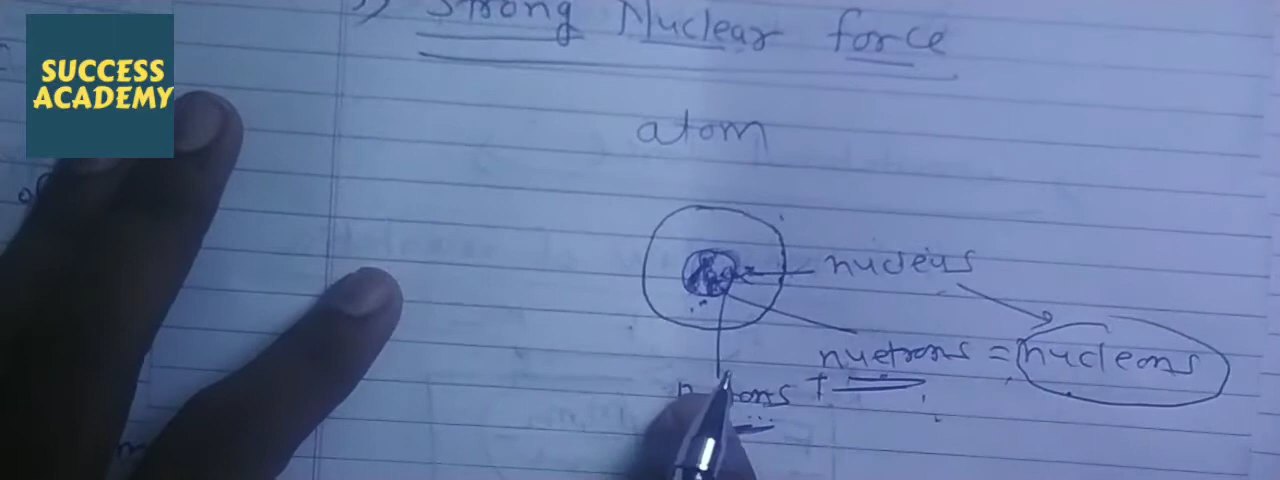 SUCCESS
ACADEMY
Strong Nuclear force
atom
nucleus
nuetrons = nucleons
+